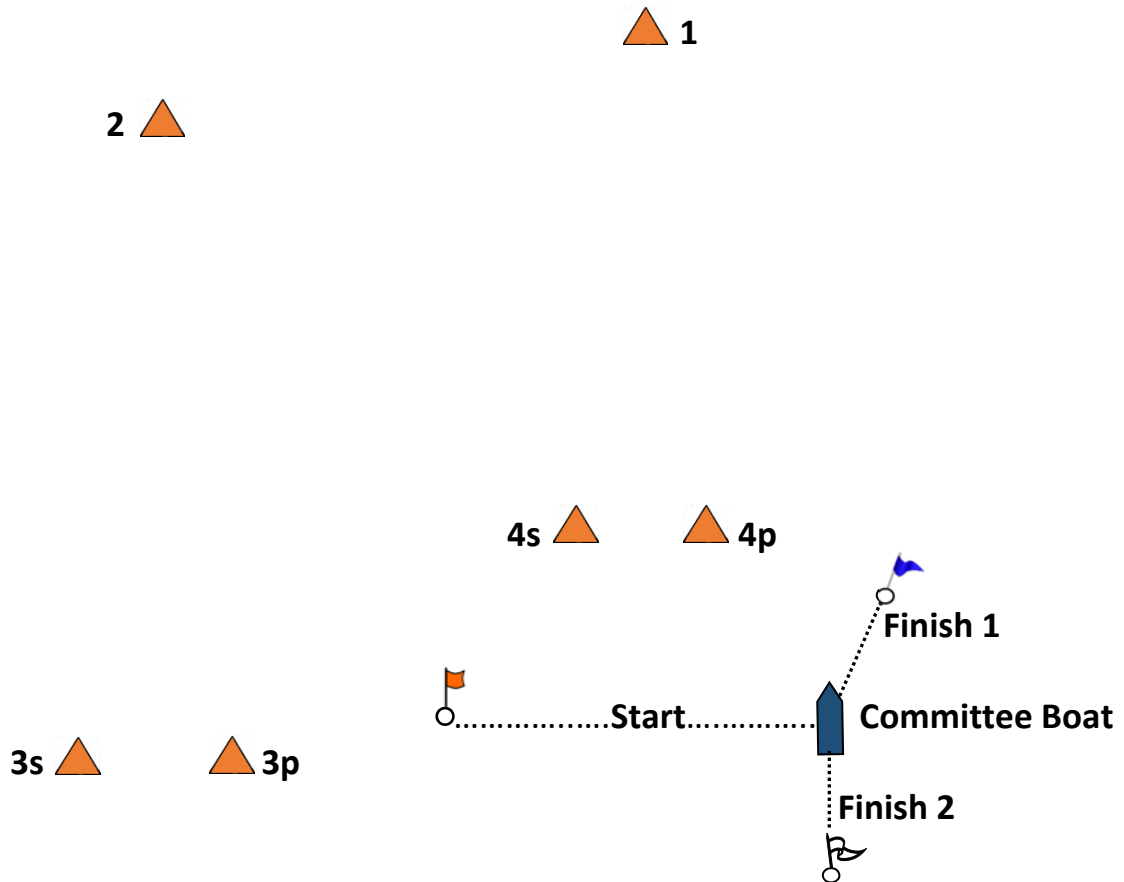 1
2
4s
4p
Finish 1
...................Start................
Committee Boat
3s
3p
Finish 2